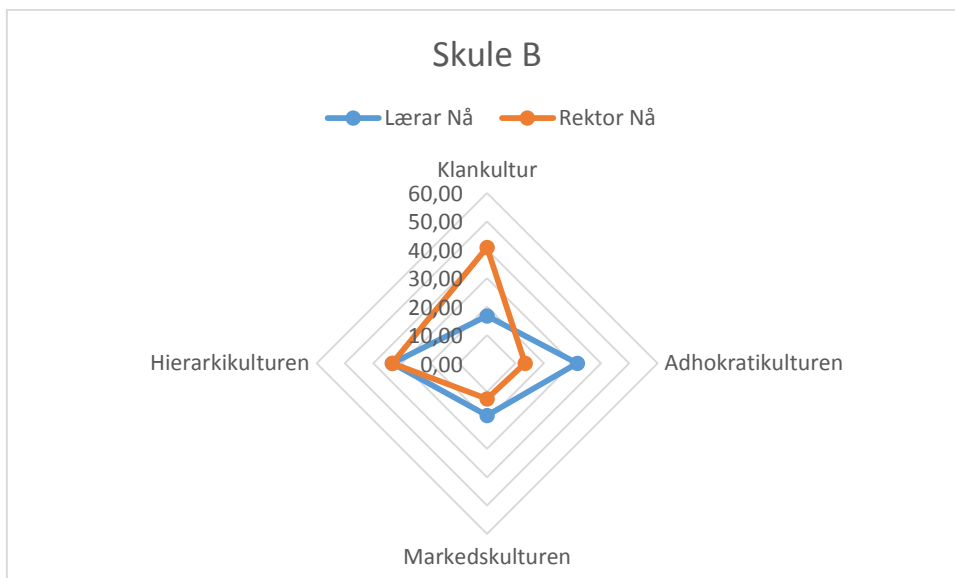 Skule B
Lærar Nå Rektor Nå
Klankultur
60,00
50,00
40,00
30,00
20,00
10,00
0,00
Hierarkikulturen
Adhokratikulturen
Markedskulturen